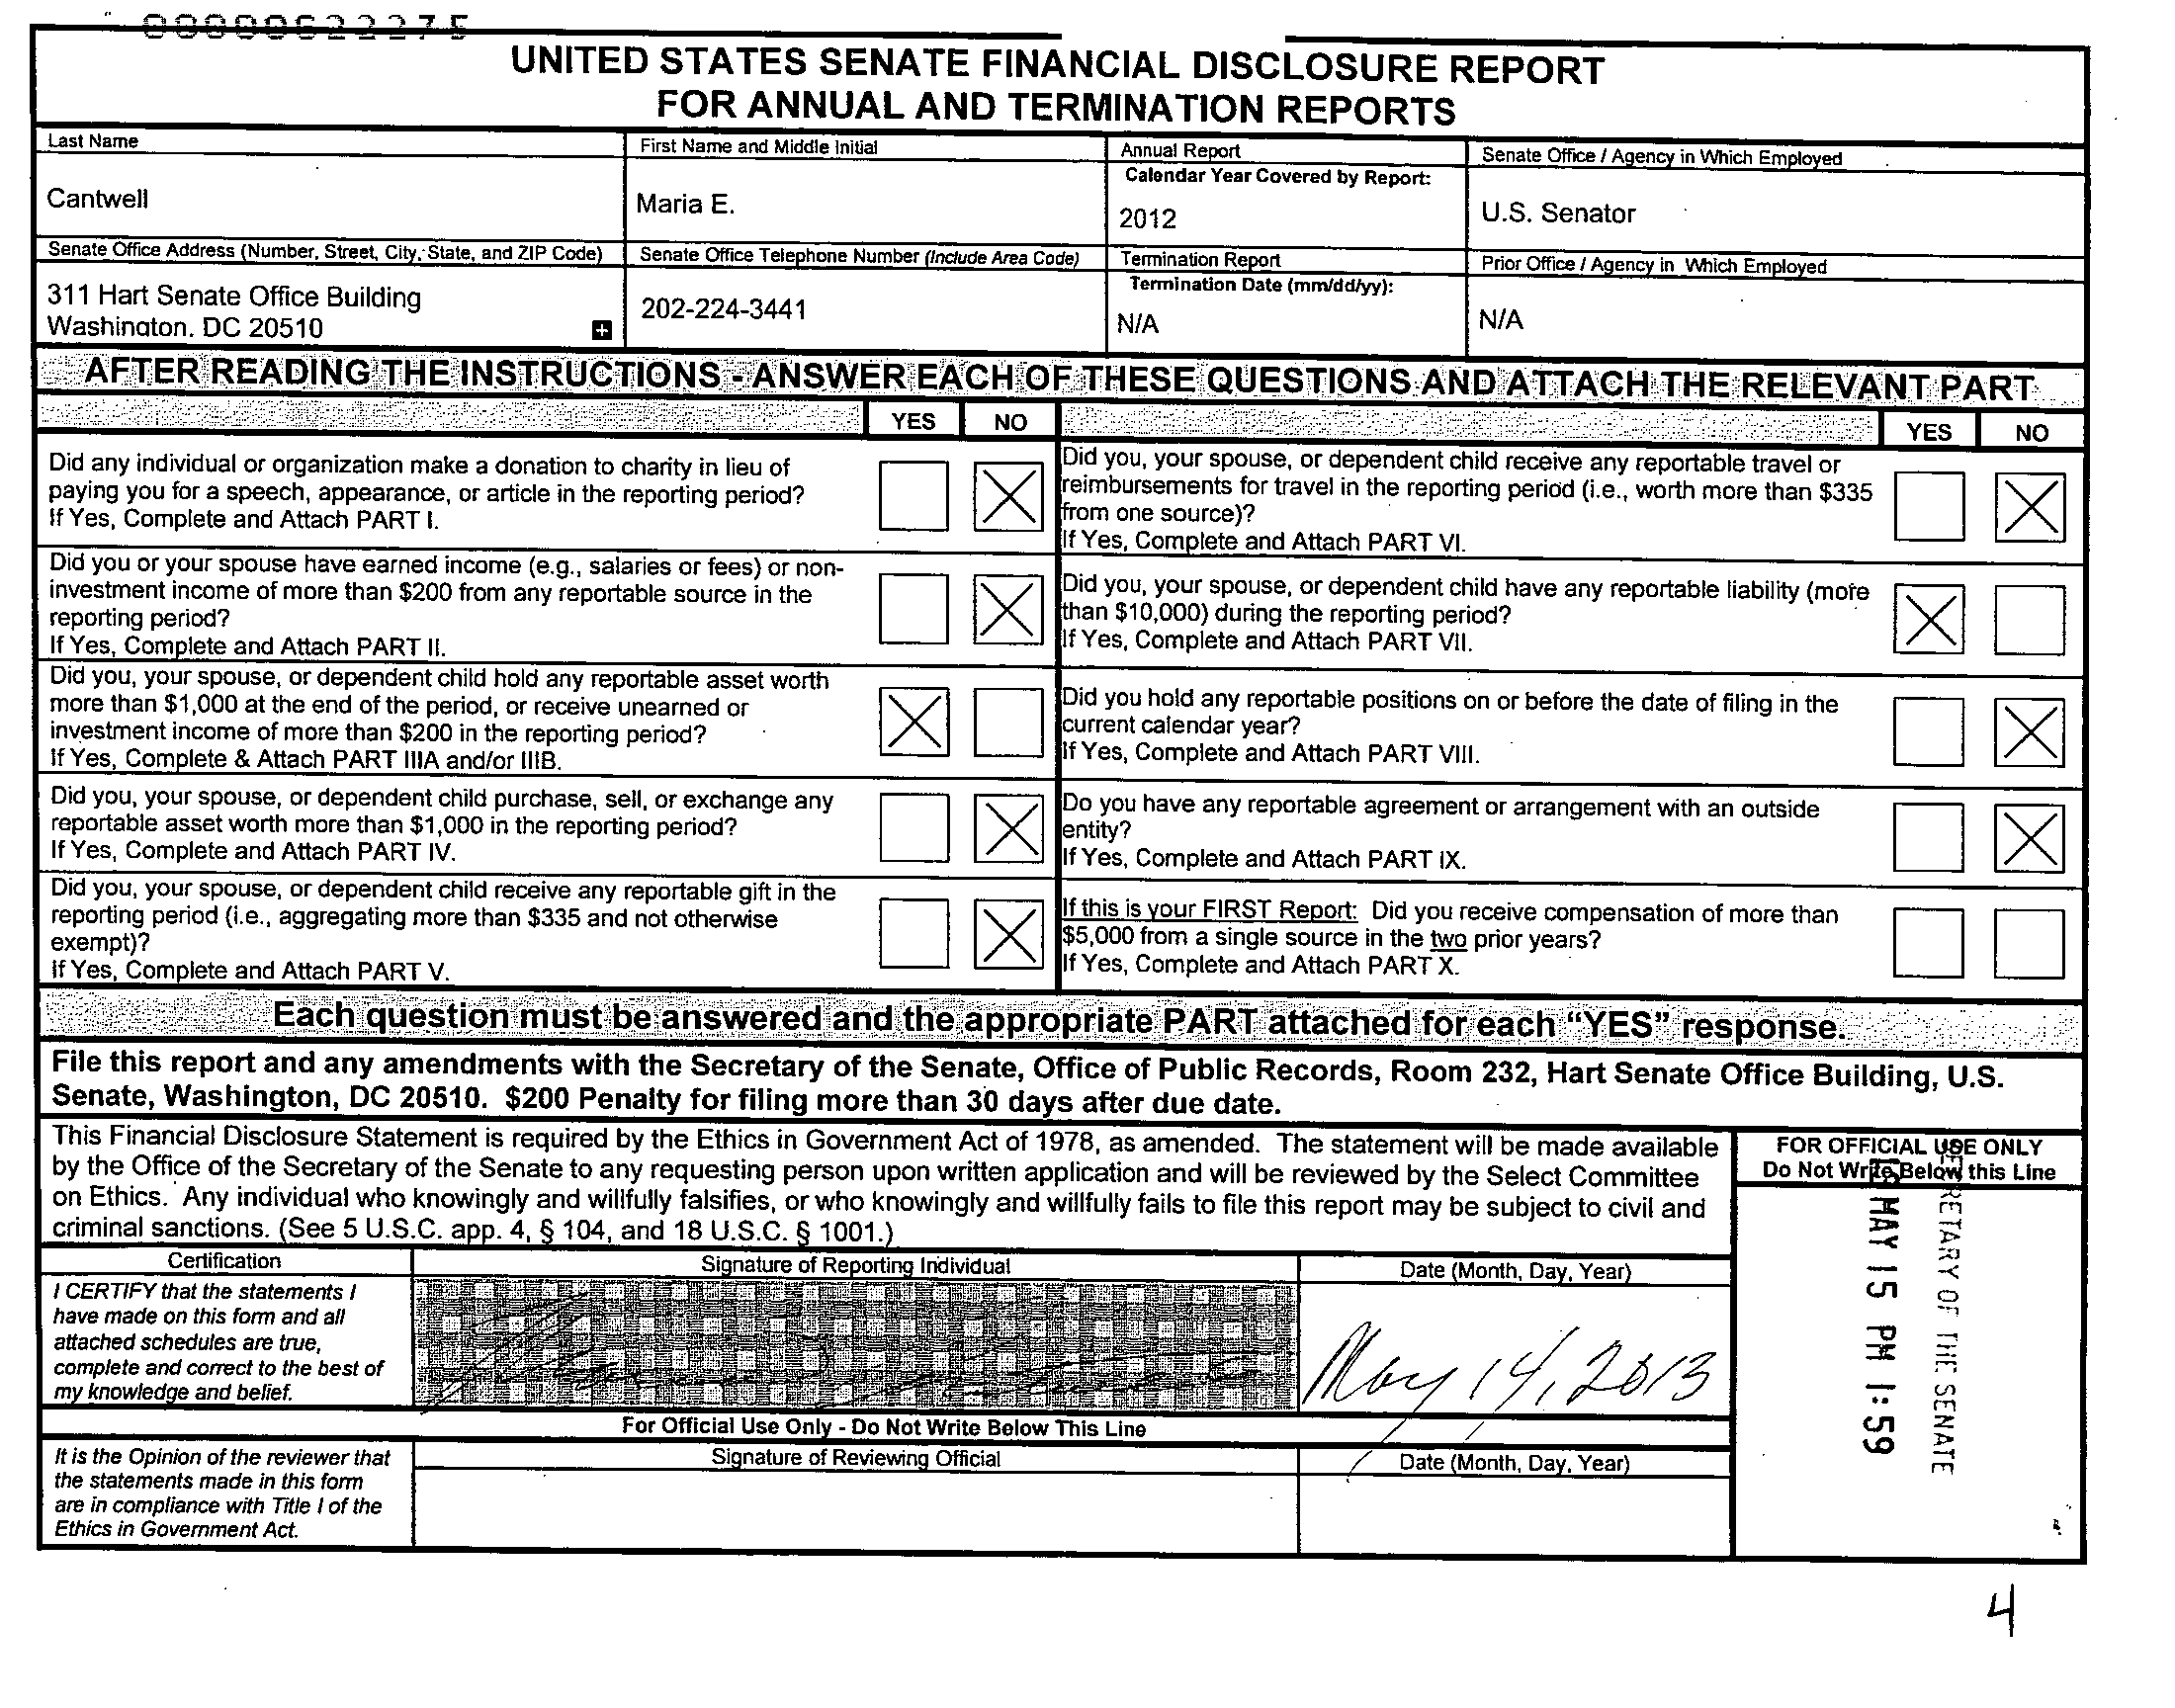 00000622275
UNITED STATES SENATE FINANCIAL DISCLOSURE REPORT
FOR ANNUAL AND TERMINATION REPORTS
Last Name
Cantwell
First Name and Middle Initial
Maria E.
Annual Report
Calendar Year Covered by Report:
2012
Senate Office / Agency in Which Employed
U.S. Senator
Senate Office Address (Number, Street, City, State, and ZIP Code)
311 Hart Senate Office Building
Washington, DC 20510
Senate Office Telephone Number (Include Area Code)
202-224-3441
Termination Report
Termination Date (mm/dd/yy):
N/A
Prior Office / Agency in Which Employed
N/A
AFTER READING THE INSTRUCTIONS - ANSWER EACH OF THESE QUESTIONS AND ATTACH THE RELEVANT PART
YES NO
Did any individual or organization make a donation to charity in lieu of
paying you for a speech, appearance, or article in the reporting period?
If Yes, Complete and Attach PART I.
Did you or your spouse have earned income (e.g., salaries or fees) or non-
investment income of more than $200 from any reportable source in the
reporting period?
If Yes, Complete and Attach PART II.
Did you, your spouse, or dependent child hold any reportable asset worth
more than $1,000 at the end of the period, or receive unearned or
investment income of more than $200 in the reporting period?
If Yes, Complete & Attach PART IIIA and/or IIIB.
Did you, your spouse, or dependent child purchase, sell, or exchange any
reportable asset worth more than $1,000 in the reporting period?
If Yes, Complete and Attach PART IV.
Did you, your spouse, or dependent child receive any reportable gift in the
reporting period (i.e., aggregating more than $335 and not otherwise
exempt)?
If Yes, Complete and Attach PART V.
YES NO
Did you, your spouse, or dependent child receive any reportable travel or
reimbursements for travel in the reporting period (i.e., worth more than $335
from one source)?
If Yes, Complete and Attach PART VI.
Did you, your spouse, or dependent child have any reportable liability (more
than $10,000) during the reporting period?
If Yes, Complete and Attach PART VII.
Did you hold any reportable positions on or before the date of filing in the
current calendar year?
If Yes, Complete and Attach PART VIII.
Do you have any reportable agreement or arrangement with an outside
entity?
If Yes, Complete and Attach PART IX.
If this is your FIRST Report: Did you receive compensation of more than
$5,000 from a single source in the two prior years?
If Yes, Complete and Attach PART X.
Each question must be answered and the appropriate PART attached for each “YES” response.
File this report and any amendments with the Secretary of the Senate, Office of Public Records, Room 232, Hart Senate Office Building, U.S.
Senate, Washington, DC 20510. $200 Penalty for filing more than 30 days after due date.
This Financial Disclosure Statement is required by the Ethics in Government Act of 1978, as amended. The statement will be made available
by the Office of the Secretary of the Senate to any requesting person upon written application and will be reviewed by the Select Committee
on Ethics. Any individual who knowingly and willfully falsifies, or who knowingly and willfully fails to file this report may be subject to civil and
criminal sanctions. (See 5 U.S.C. app. 4, § 104, and 18 U.S.C. § 1001.)
FOR OFFICIAL USE ONLY
Do Not Write Below this Line
RETARY OF THE SENATE
MAY 15 PM 1:59
Certification
I CERTIFY that the statements I
have made on this form and all
attached schedules are true,
complete and correct to the best of
my knowledge and belief.
Signature of Reporting Individual
Date (Month, Day, Year)
May 14, 2013
For Official Use Only - Do Not Write Below This Line
It is the Opinion of the reviewer that
the statements made in this form
are in compliance with Title I of the
Ethics in Government Act.
Signature of Reviewing Official
Date (Month, Day, Year)
4